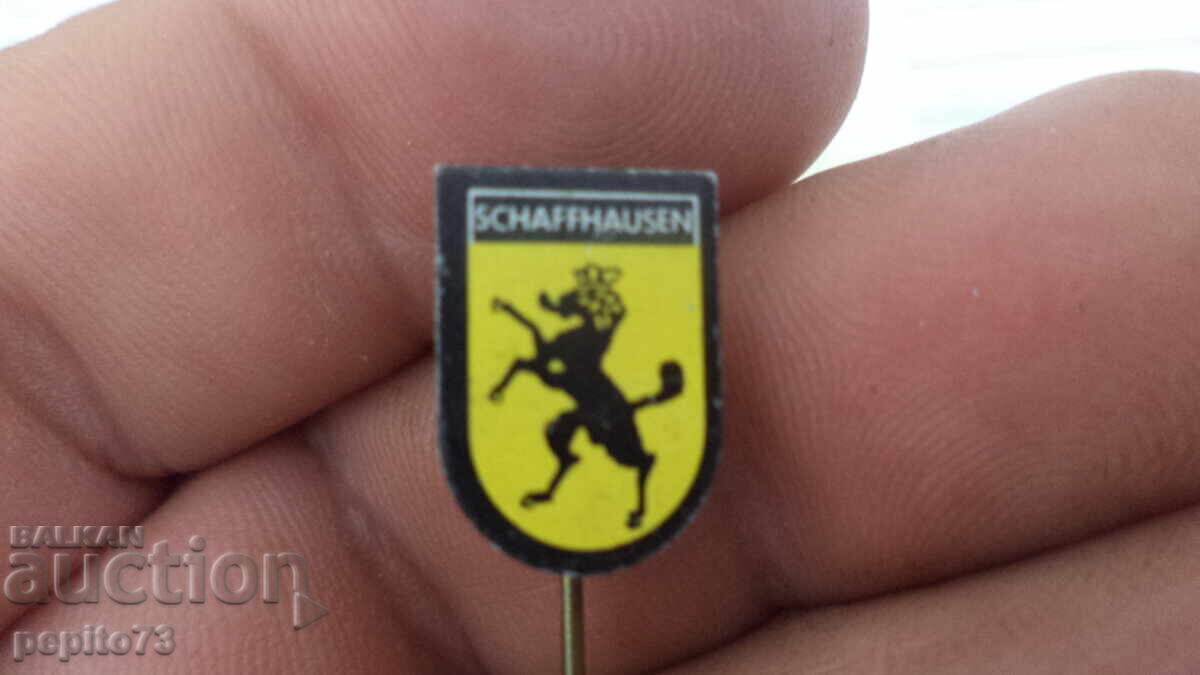 SCHAFFHAUSEN
BALKAN
auction
pepito73